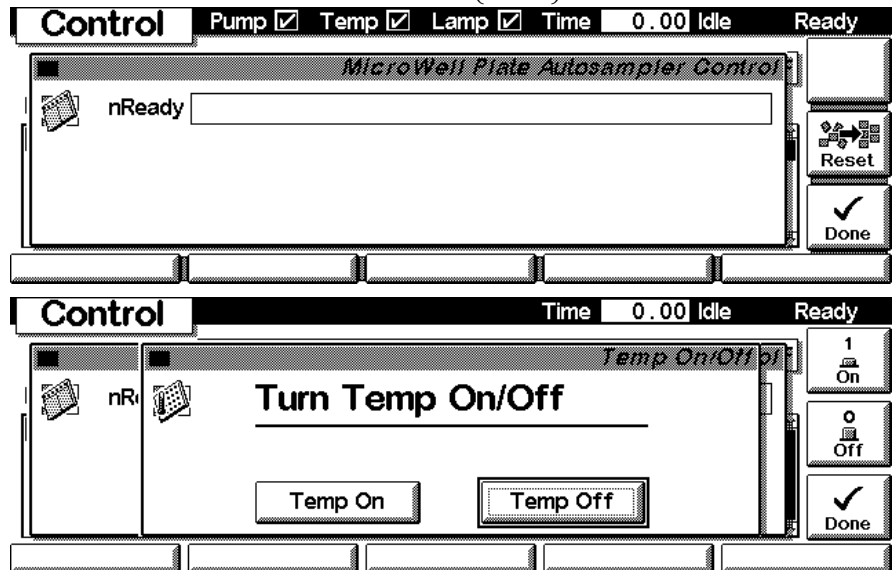 Control Pump Temp Lamp Time 0.00 Idle Ready
MicroWell Plate Autosampler Control
nReady
Reset
Done
Control Time 0.00 Idle Ready
Temp On/Off ol
1
On
nR
Turn Temp On/Off
0
Off
Temp On Temp Off
Done